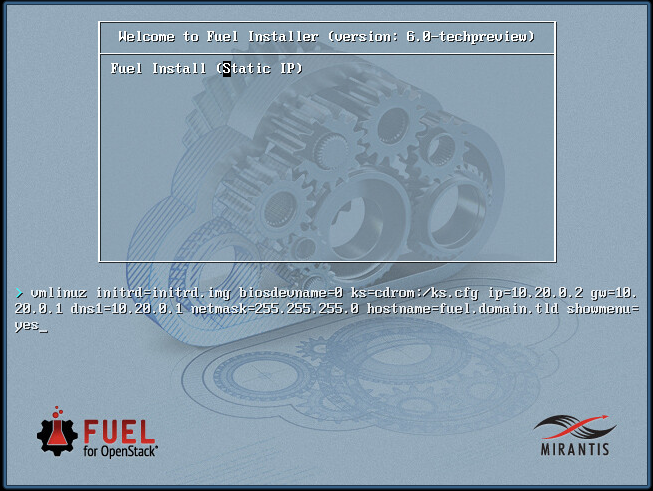 Welcome to Fuel Installer (version: 6.0-techpreview)
Fuel Install (Static IP)
> vmlinuz initrd=initrd.img biosdevname=0 ks=cdrom:/ks.cfg ip=10.20.0.2 gw=10.
20.0.1 dns1=10.20.0.1 netmask=255.255.255.0 hostname=fuel.domain.tld showmenu=
yes_
FUEL
for OpenStack
MIRANTIS